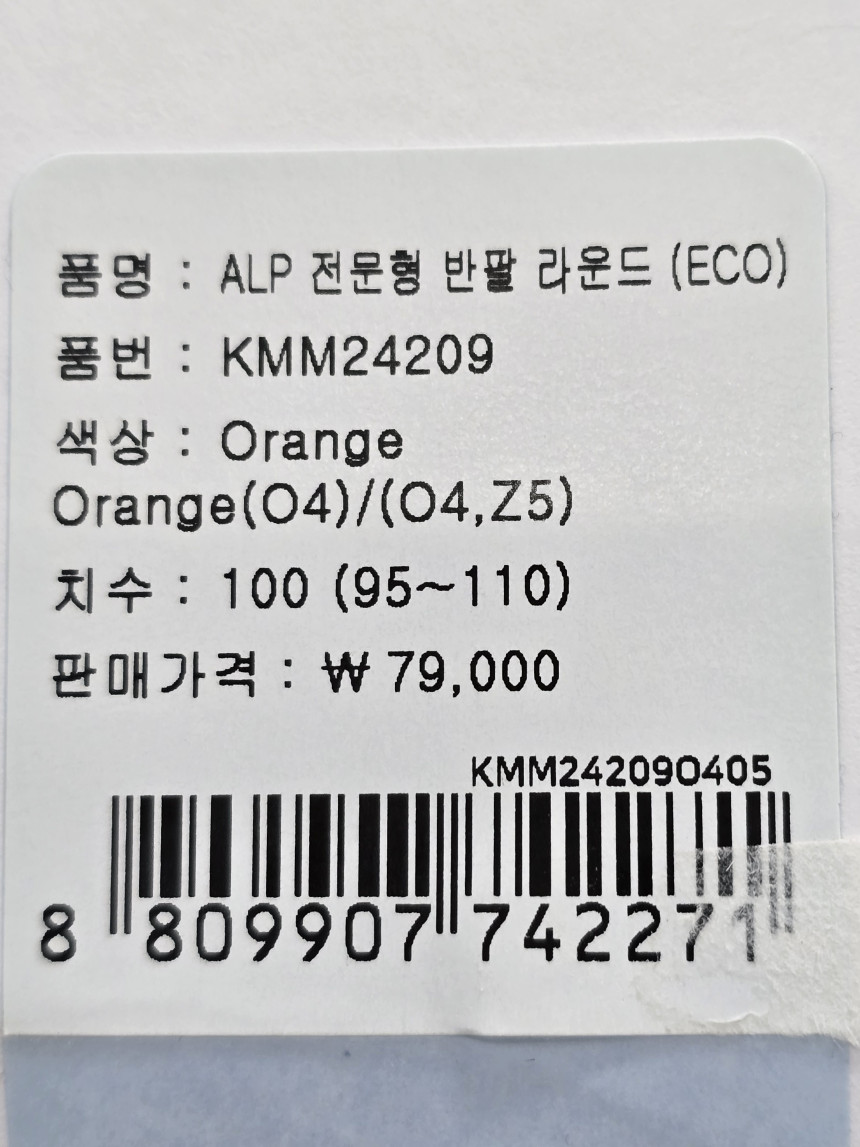 품명 : ALP 전문형 반팔 라운드 (ECO)
품번 : KMM24209
색상 : Orange
Orange(O4)/(O4,Z5)
치수 : 100 (95~110)
판매가격 : ₩ 79,000
KMM24209O405
8 809907 742271